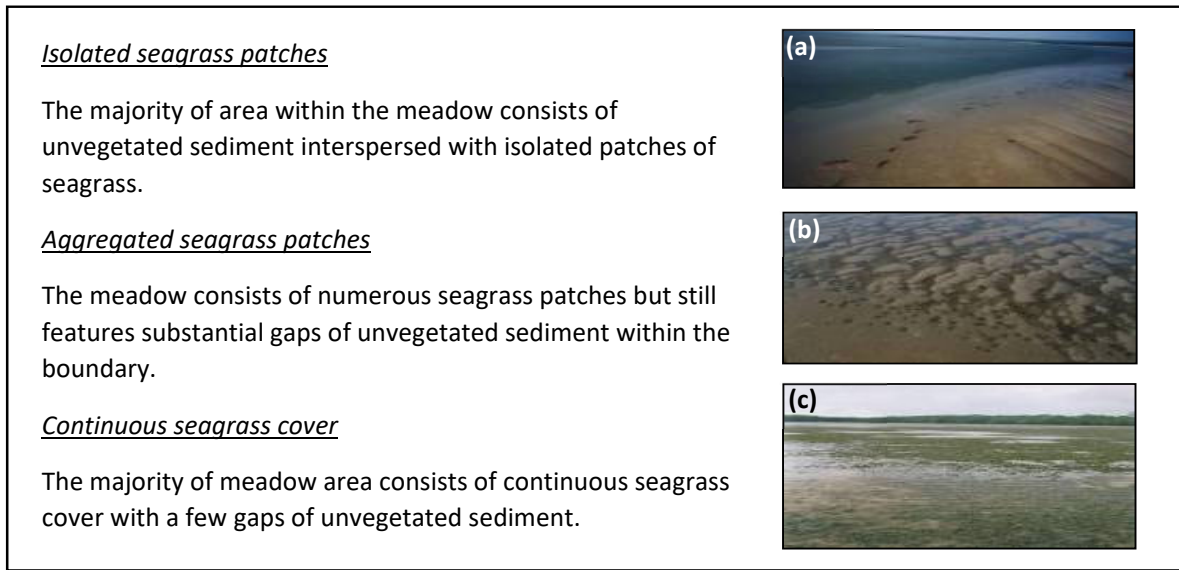 Isolated seagrass patches
(a)
The majority of area within the meadow consists of
unvegetated sediment interspersed with isolated patches of
seagrass.
Aggregated seagrass patches
(b)
The meadow consists of numerous seagrass patches but still
features substantial gaps of unvegetated sediment within the
boundary.
Continuous seagrass cover
(c)
The majority of meadow area consists of continuous seagrass
cover with a few gaps of unvegetated sediment.